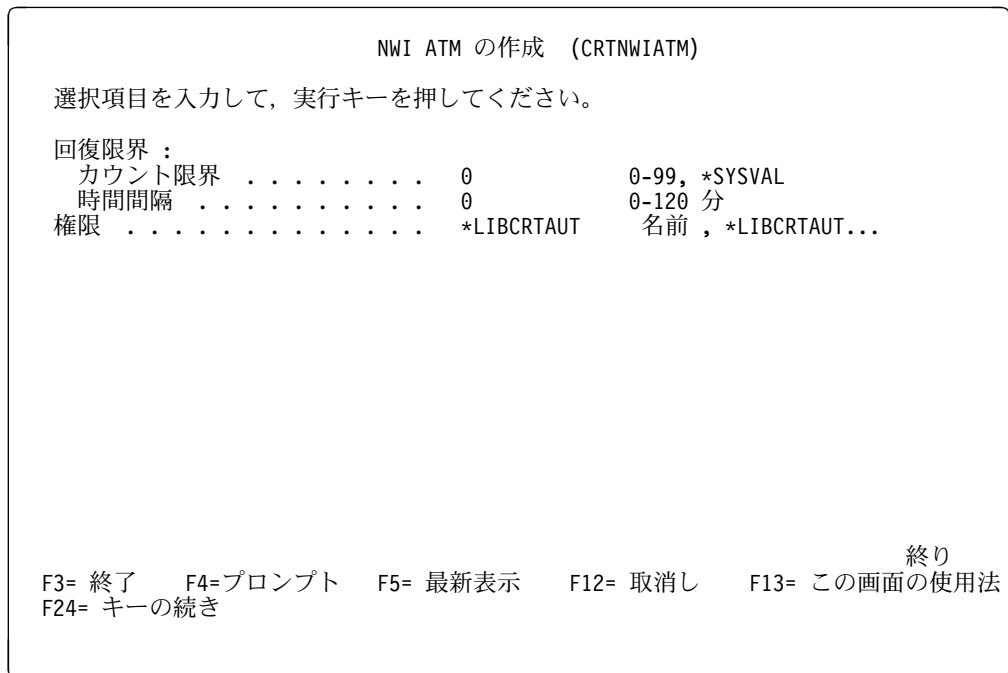 NWI ATM の作成 (CRTNWIATM)
選択項目を入力して，実行キーを押してください。
回復限界 :
カウント限界 . . . . . . . . 0 0-99, *SYSVAL
時間間隔 . . . . . . . . . . 0 0-120 分
権限 . . . . . . . . . . . . . *LIBCRTAUT 名前 , *LIBCRTAUT...
終り
F3= 終了 F4=プロンプト F5= 最新表示 F12= 取消し F13= この画面の使用法
F24= キーの続き